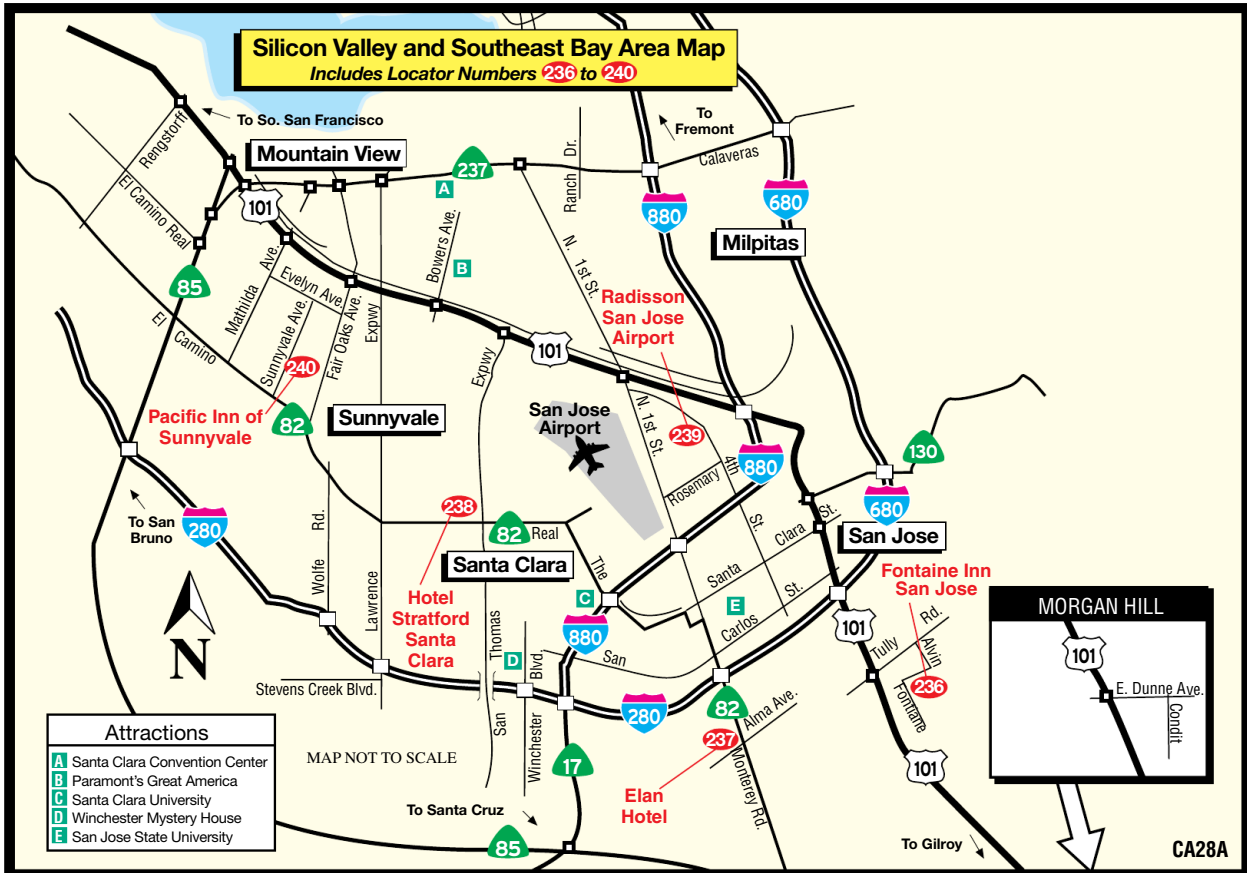 Silicon Valley and Southeast Bay Area Map
Includes Locator Numbers 236 to 240
To So. San Francisco
To
Fremont
Rengstorff
Mountain View
237
Ranch Dr.
Calaveras
A
El Camino Real
101
880
680
Milpitas
Bowers Ave.
B
N. 1st St.
85
Mathilda Ave.
Evelyn Ave.
Sunnyvale Ave.
Fair Oaks Ave.
Expwy
Radisson
San Jose
Airport
El Camino
Expwy
101
240
Pacific Inn of
Sunnyvale
82
Sunnyvale
San Jose
Airport
N. 1st St.
239
4th St.
Rosemary
880
130
To San
Bruno
280
Wolfe Rd.
238
82
Real
680
San Jose
Santa Clara
The
Santa Clara St.
Fontaine Inn
San Jose
Lawrence
Hotel
Stratford
Santa
Clara
C
E
880
San Carlos St.
101
MORGAN HILL
101
E. Dunne Ave.
Condit
N
San Thomas
D
Winchester Blvd
Tully Rd.
Alvin
236
Fontiane
Stevens Creek Blvd.
280
82
Alma Ave.
237
Monterey Rd.
Attractions
A Santa Clara Convention Center
B Paramont's Great America
C Santa Clara University
D Winchester Mystery House
E San Jose State University
MAP NOT TO SCALE
17
101
Elan
Hotel
To Santa Cruz
85
To Gilroy
CA28A